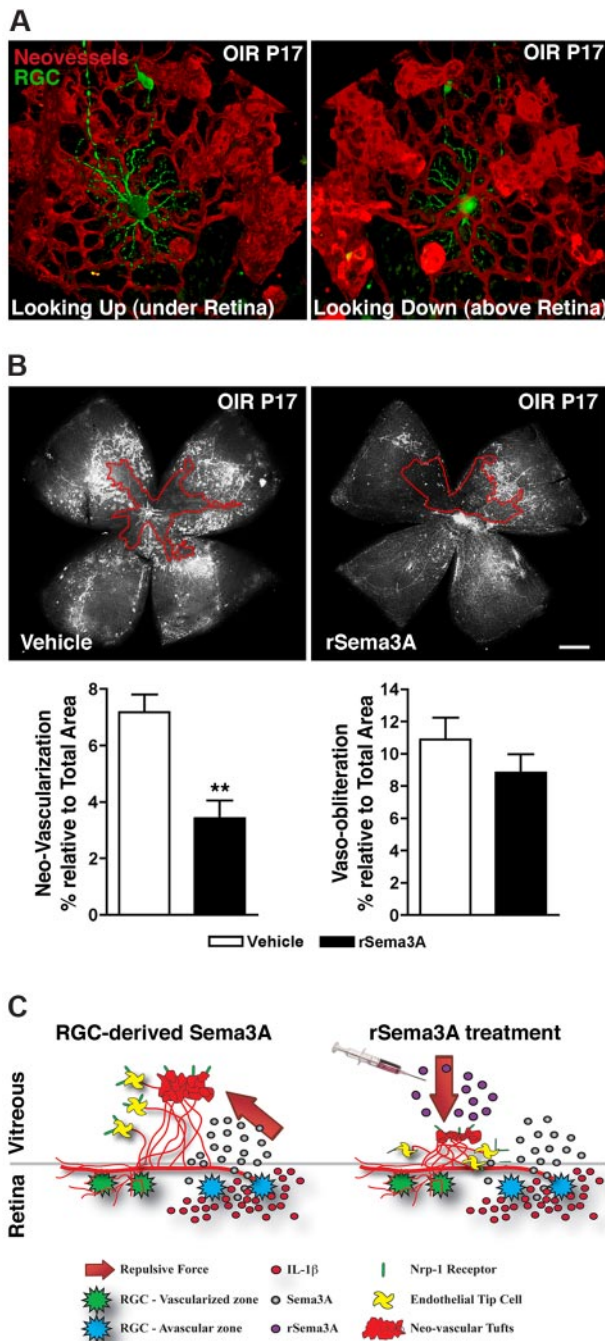 A
Neovessels
RGC
OIR P17
OIR P17
Looking Up (under Retina)
Looking Down (above Retina)
B
OIR P17
OIR P17
Vehicle
rSema3A
Neo-Vascularization
% relative to Total Area
8
6
4
2
0
**
Vaso-obliteration
% relative to Total Area
14
12
10
8
6
4
2
0
Vehicle
rSema3A
C
RGC-derived Sema3A
rSema3A treatment
Vitreous
Retina
Repulsive Force
IL-1β
Nrp-1 Receptor
RGC - Vascularized zone
Sema3A
Endothelial Tip Cell
RGC - Avascular zone
rSema3A
Neo-vascular Tufts